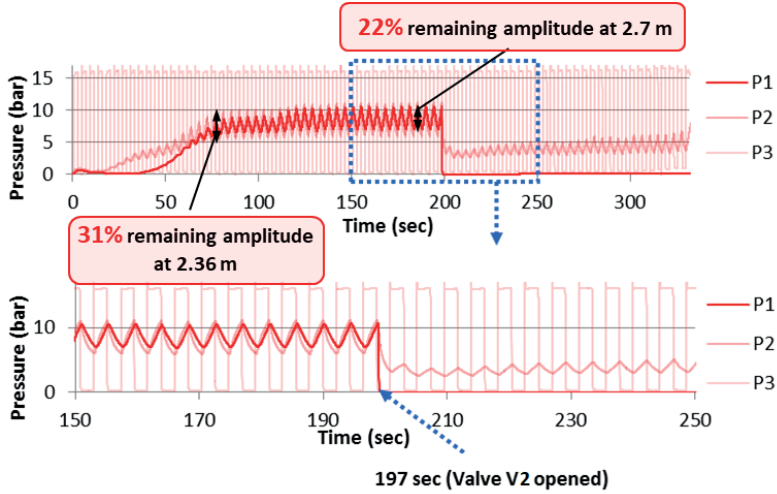 22% remaining amplitude at 2.7 m
Pressure (bar)
15
10
5
0
0
50
100
150
200
250
300
Time (sec)
P1
P2
P3
31% remaining amplitude
at 2.36 m
Pressure (bar)
10
0
150
170
190
210
230
250
Time (sec)
P1
P2
P3
197 sec (Valve V2 opened)